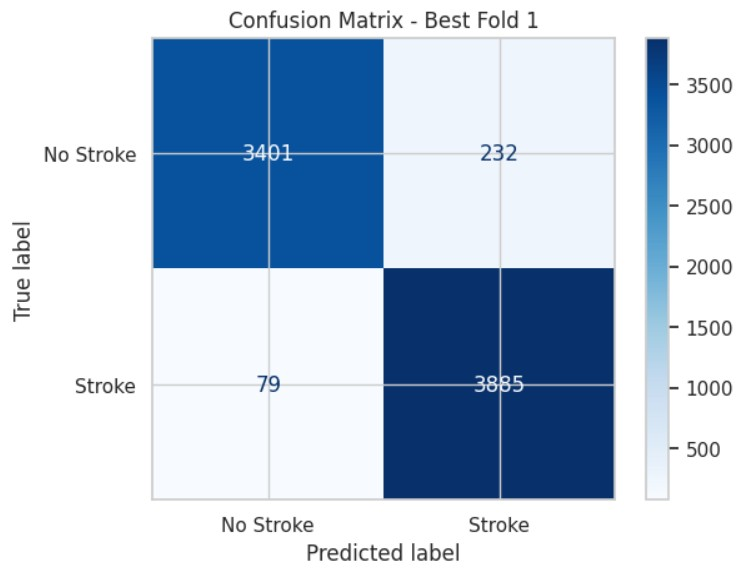 Confusion Matrix - Best Fold 1
True label
No Stroke
3401
232
Stroke
79
3885
No Stroke
Stroke
Predicted label
3500
3000
2500
2000
1500
1000
500